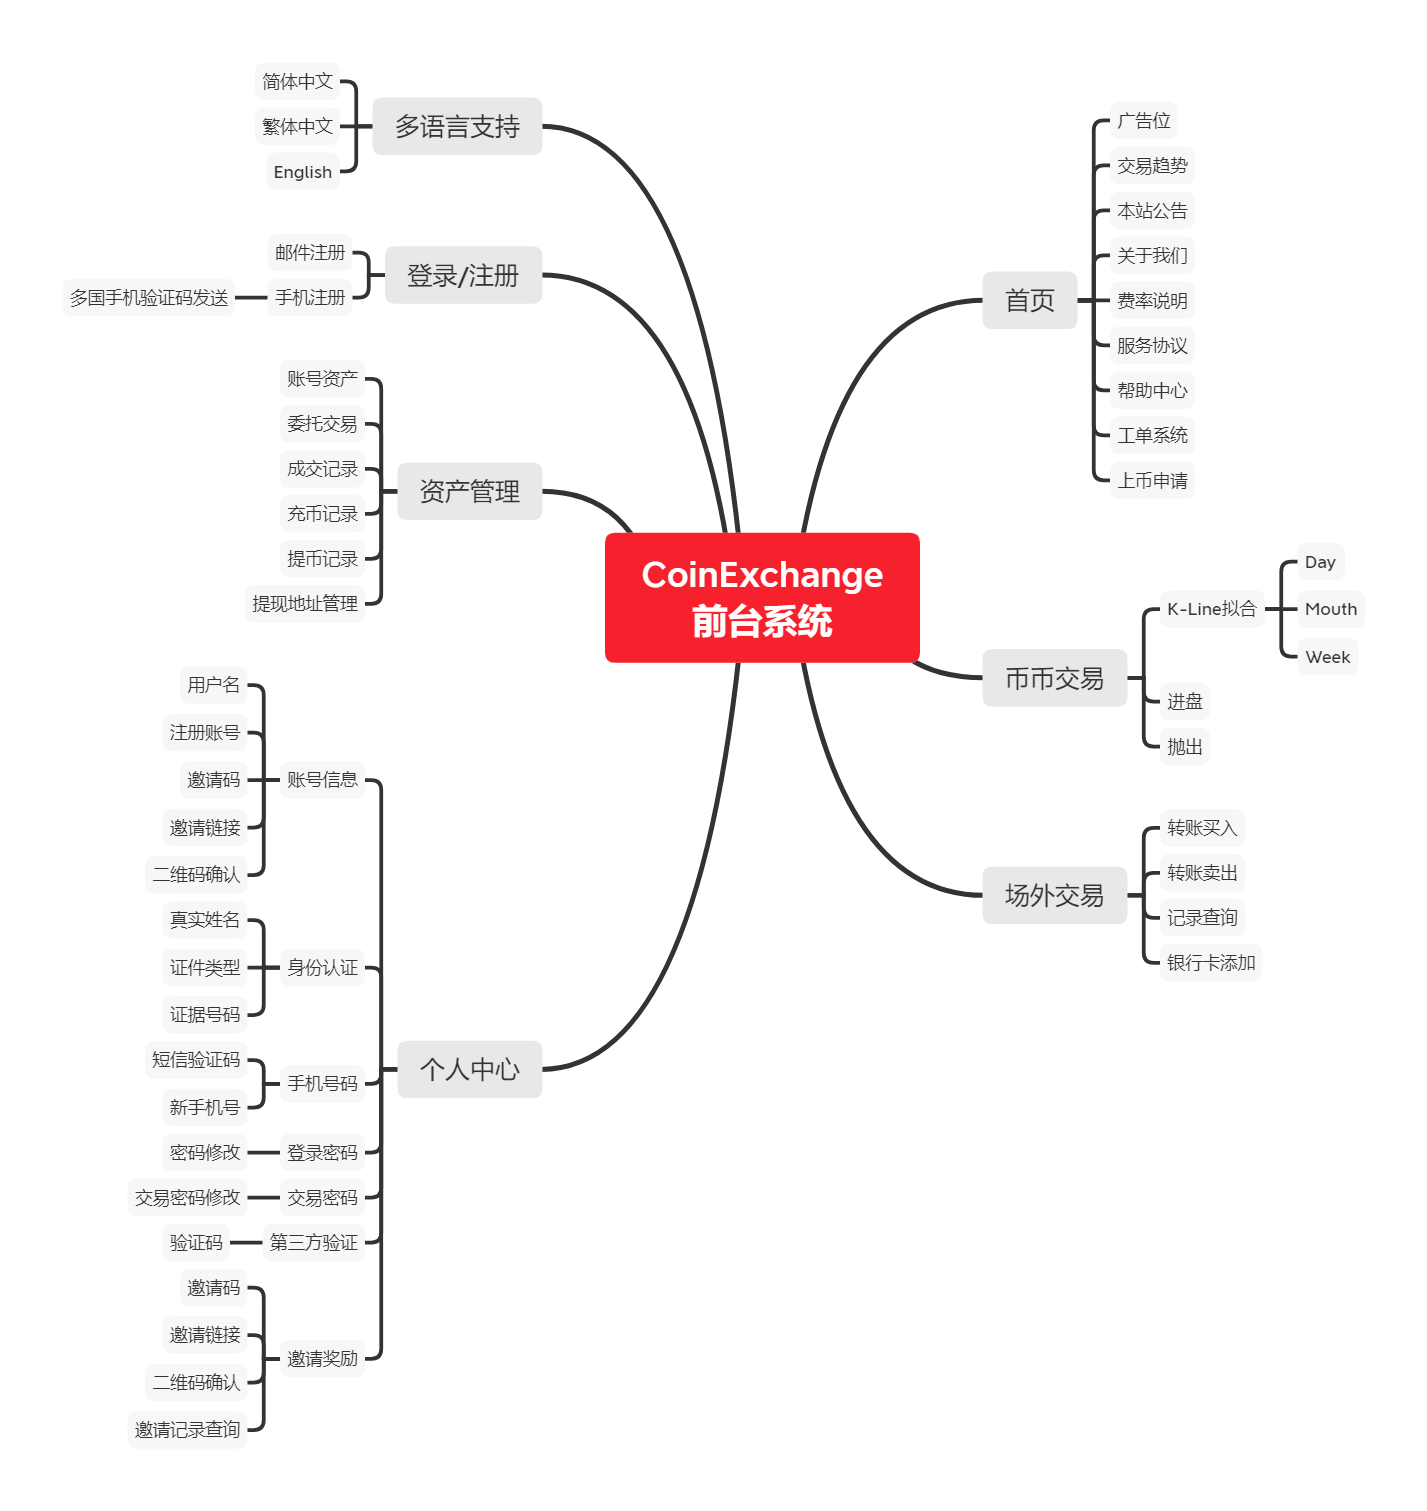 CoinExchange
前台系统
首页
广告位
交易趋势
本站公告
关于我们
费率说明
服务协议
帮助中心
工单系统
上币申请
币币交易
K-Line拟合
Day
Mouth
Week
进盘
抛出
场外交易
转账买入
转账卖出
记录查询
银行卡添加
多语言支持
简体中文
繁体中文
English
登录/注册
邮件注册
手机注册
多国手机验证码发送
资产管理
账号资产
委托交易
成交记录
充币记录
提币记录
提现地址管理
个人中心
账号信息
用户名
注册账号
邀请码
邀请链接
二维码确认
身份认证
真实姓名
证件类型
证据号码
手机号码
短信验证码
新手机号
登录密码
密码修改
交易密码
交易密码修改
第三方验证
验证码
邀请奖励
邀请码
邀请链接
二维码确认
邀请记录查询